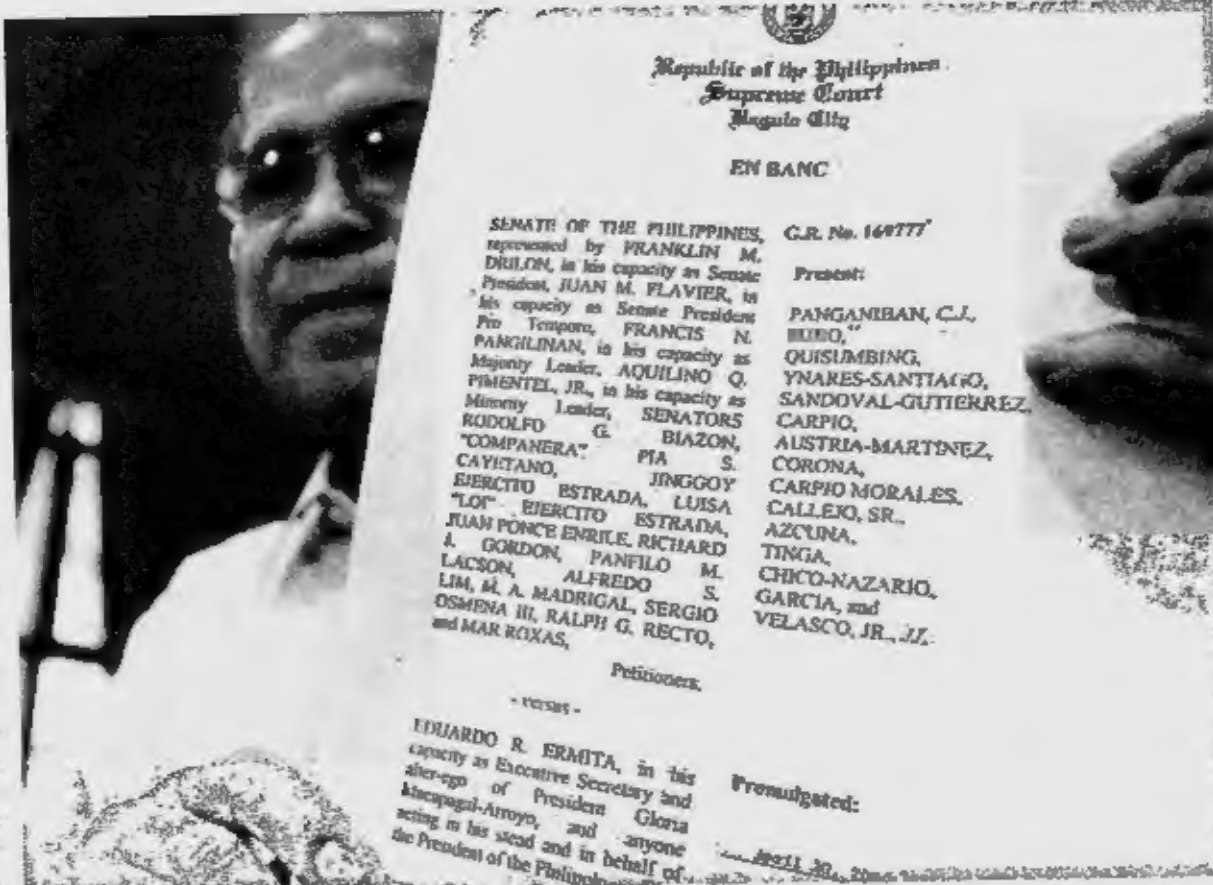 Republic of the Philippines
Supreme Court
Baguio City
EN BANC
SENATE OF THE PHILIPPINES,
represented by FRANKLIN M.
DRILON, in his capacity as Senate
President, JUAN M. FLAVIER, in
his capacity as Senate President
Pro Tempore, FRANCIS N.
PANGILINAN, in his capacity as
Majority Leader, AQUILINO Q.
PIMENTEL, JR., in his capacity as
Minority Leader, SENATORS
RODOLFO G. BIAZON,
"COMPANERA" PIA S.
CAYETANO, JINGGOY
EJERCITO ESTRADA, LUISA
"LOI" EJERCITO ESTRADA,
JUAN PONCE ENRILE, RICHARD
J. GORDON, PANFILO M.
LACSON, ALFREDO S.
LIM, M. A. MADRIGAL, SERGIO
OSMENA III, RALPH G. RECTO,
and MAR ROXAS,
Petitioners,
- versus -
EDUARDO R. ERMITA, in his
capacity as Executive Secretary and
alter-ego of President Gloria
Macapagal-Arroyo, and anyone
acting in his stead and in behalf of
the President of the Philippines
G.R. No. 169777*
Present:
PANGANIBAN, C.J.,
PUNO,**
QUISUMBING,
YNARES-SANTIAGO,
SANDOVAL-GUTIERREZ,
CARPIO,
AUSTRIA-MARTINEZ,
CORONA,
CARPIO MORALES,
CALLEJO, SR.,
AZCUNA,
TINGA,
CHICO-NAZARIO,
GARCIA, and
VELASCO, JR., JJ.
Promulgated:
April 20,